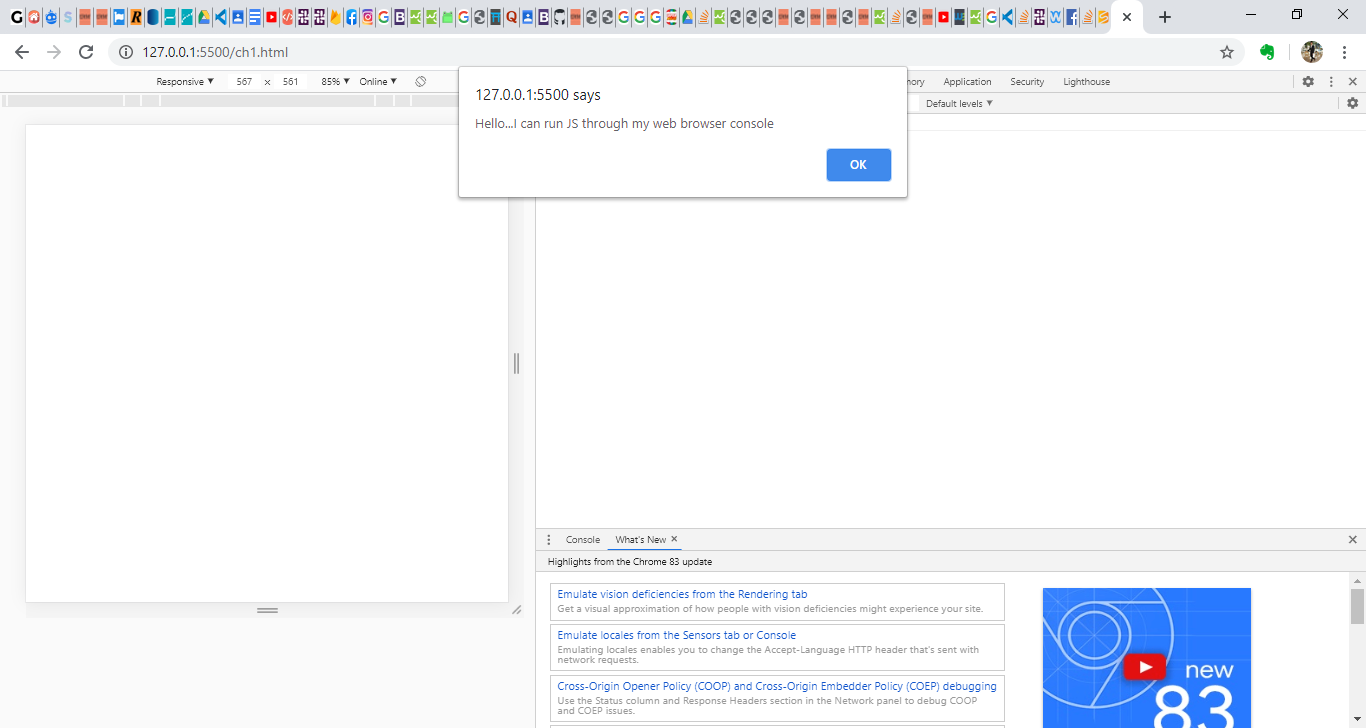 127.0.0.1:5500/ch1.html
Responsive ▼ 567 × 561 85% ▼ Online ▼
ory Application Security Lighthouse
Default levels ▼
127.0.0.1:5500 says
Hello...I can run JS through my web browser console
OK
Console What's New ×
Highlights from the Chrome 83 update
Emulate vision deficiencies from the Rendering tab
Get a visual approximation of how people with vision deficiencies might experience your site.
Emulate locales from the Sensors tab or Console
Emulating locales enables you to change the Accept-Language HTTP header that's sent with
network requests.
Cross-Origin Opener Policy (COOP) and Cross-Origin Embedder Policy (COEP) debugging
Use the Status column and Response Headers section in the Network panel to debug COOP
and COEP issues.
new
83